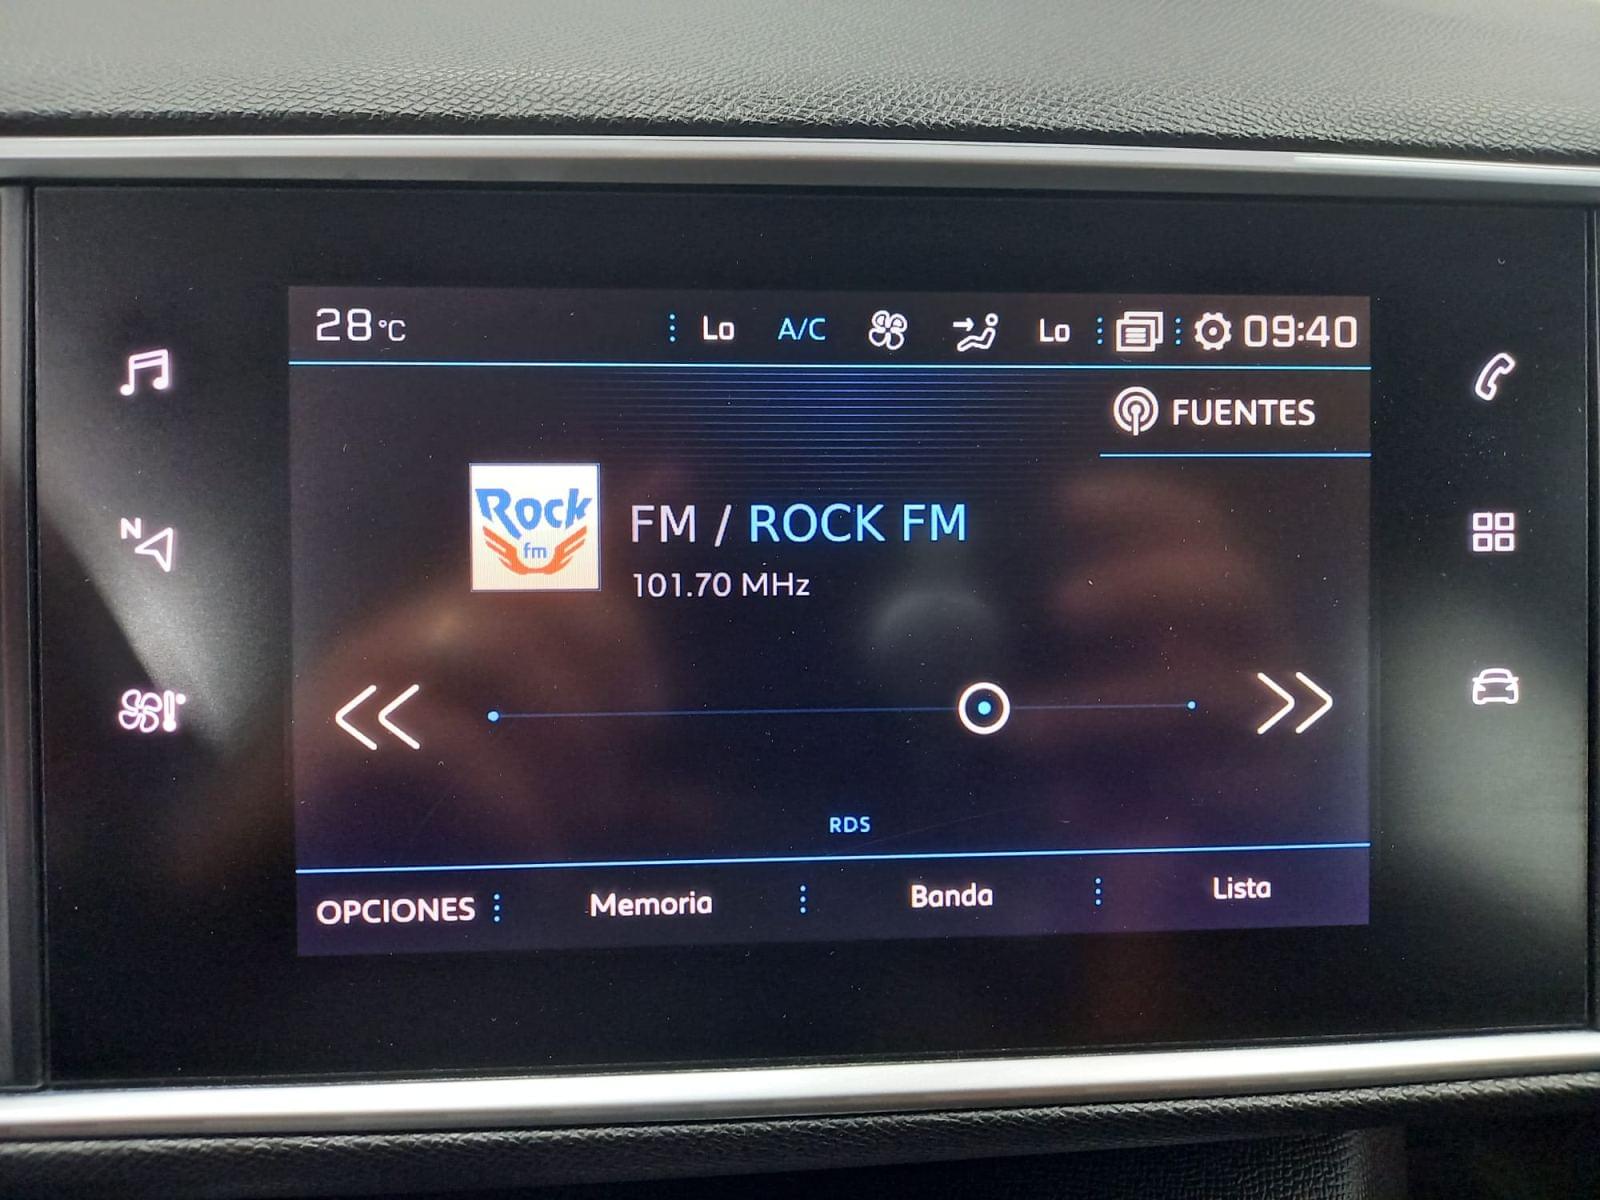 28°C Lo A/C Lo 09:40
FUENTES
Rock
fm
FM / ROCK FM
101.70 MHz
N
RDS
OPCIONES Memoria Banda Lista